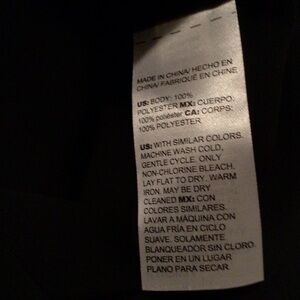 MADE IN CHINA/ HECHO EN
CHINA/ FABRIQUÉ EN CHINE
US: BODY: 100%
POLYESTER MX: CUERPO:
100% poliéster CA: CORPS:
100% POLYESTER
US: WITH SIMILAR COLORS.
MACHINE WASH COLD,
GENTLE CYCLE. ONLY
NON-CHLORINE BLEACH.
LAY FLAT TO DRY. WARM
IRON. MAY BE DRY
CLEANED MX: CON
COLORES SIMILARES.
LAVAR A MÁQUINA CON
AGUA FRÍA EN CICLO
SUAVE. SOLAMENTE
BLANQUEADOR SIN CLORO.
PONER EN UN LUGAR
PLANO PARA SECAR.